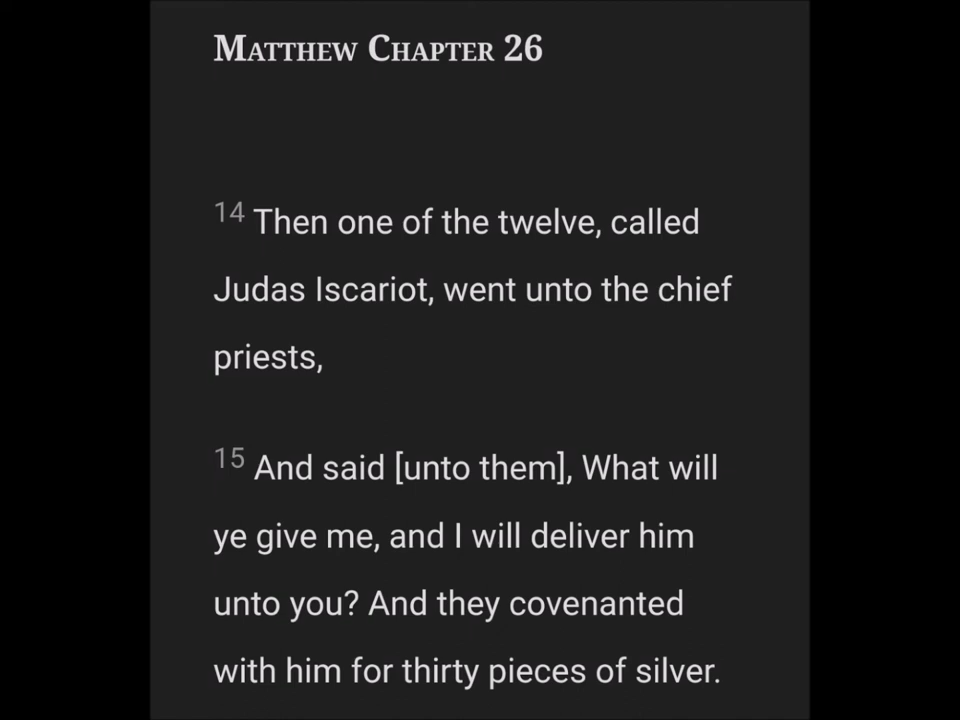 Matthew Chapter 26
14 Then one of the twelve, called
Judas Iscariot, went unto the chief
priests,
15 And said [unto them], What will
ye give me, and I will deliver him
unto you? And they covenanted
with him for thirty pieces of silver.